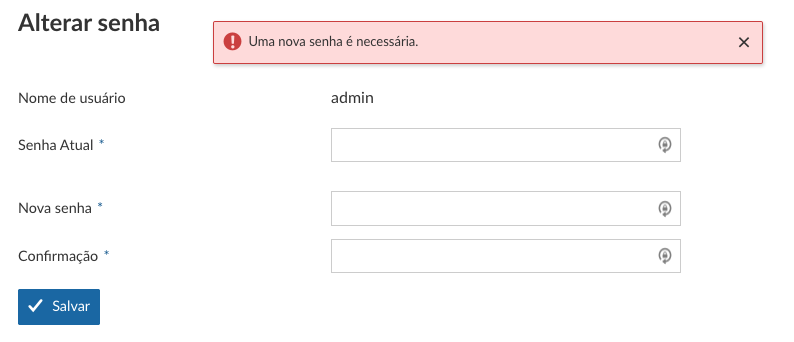 Alterar senha
Uma nova senha é necessária.
Nome de usuário admin
Senha Atual *
Nova senha *
Confirmação *
Salvar